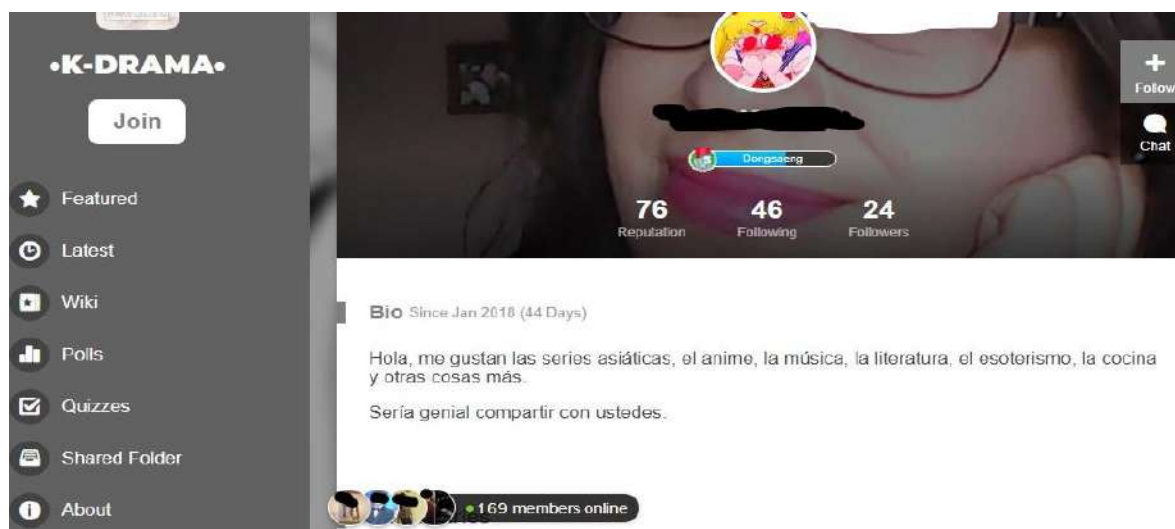 •K-DRAMA•
Join
Featured
Latest
Wiki
Polls
Quizzes
Shared Folder
About
Follow
Chat
Dongsaeng
76
Reputation
46
Following
24
Followers
Bio Since Jan 2018 (44 Days)
Hola, me gustan las series asiáticas, el anime, la música, la literatura, el esoterismo, la cocina
y otras cosas más.
Sería genial compartir con ustedes.
169 members online